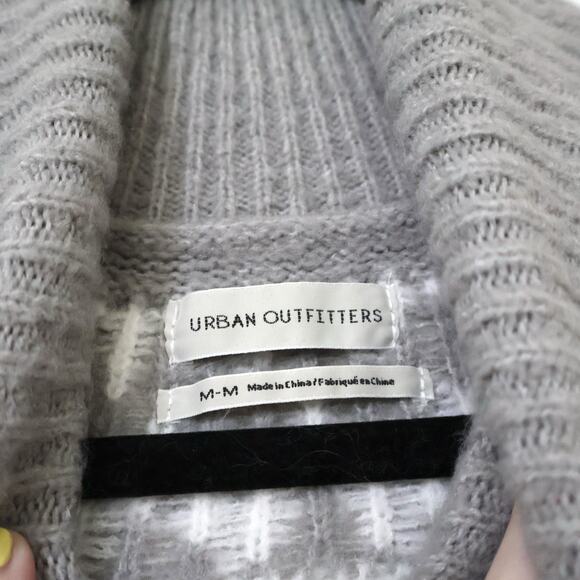 URBAN OUTFITTERS
M-M Made in China/Fabriqué en Chine